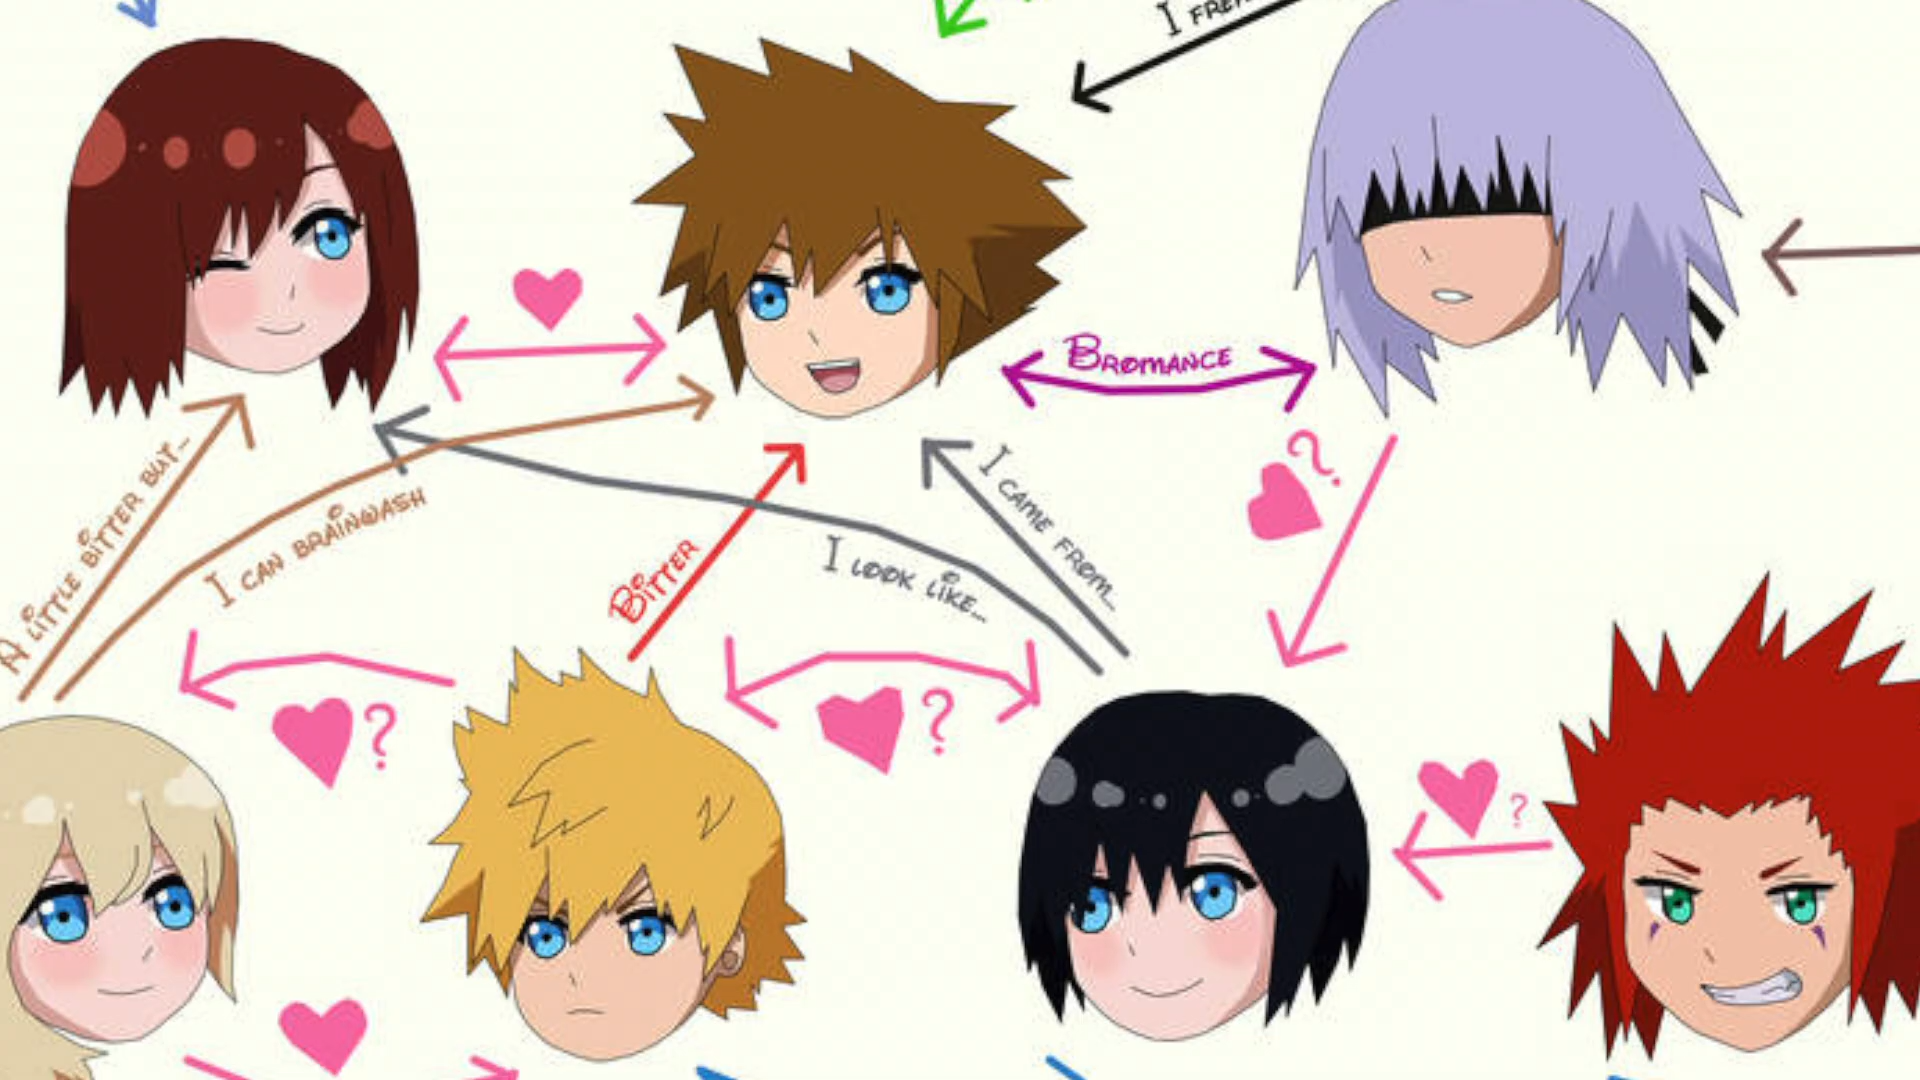 I
Bromance
?
A little bitter but...
I can brainwash
Bitter
I look like...
I came from...
?
?
?